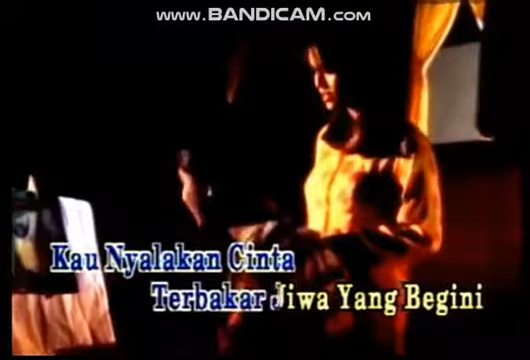 www.BANDICAM.com
Kau Nyalakan Cinta
Terbakar Jiwa Yang Begini